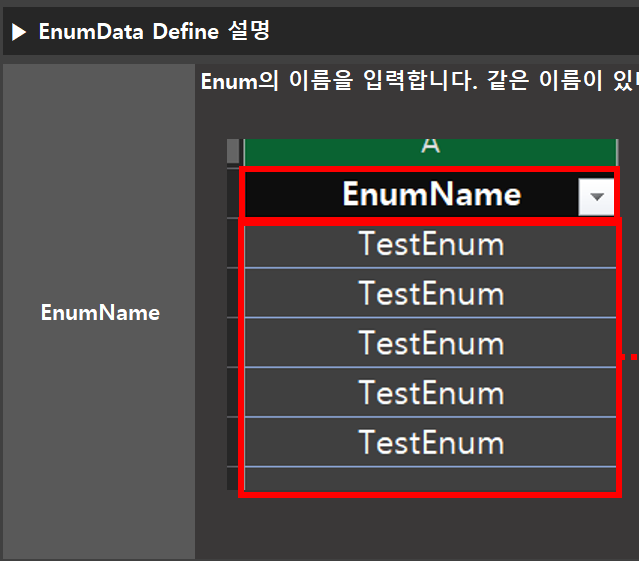 ▶ EnumData Define 설명
Enum의 이름을 입력합니다. 같은 이름이
A
EnumName
TestEnum
TestEnum
EnumName
TestEnum
TestEnum
TestEnum